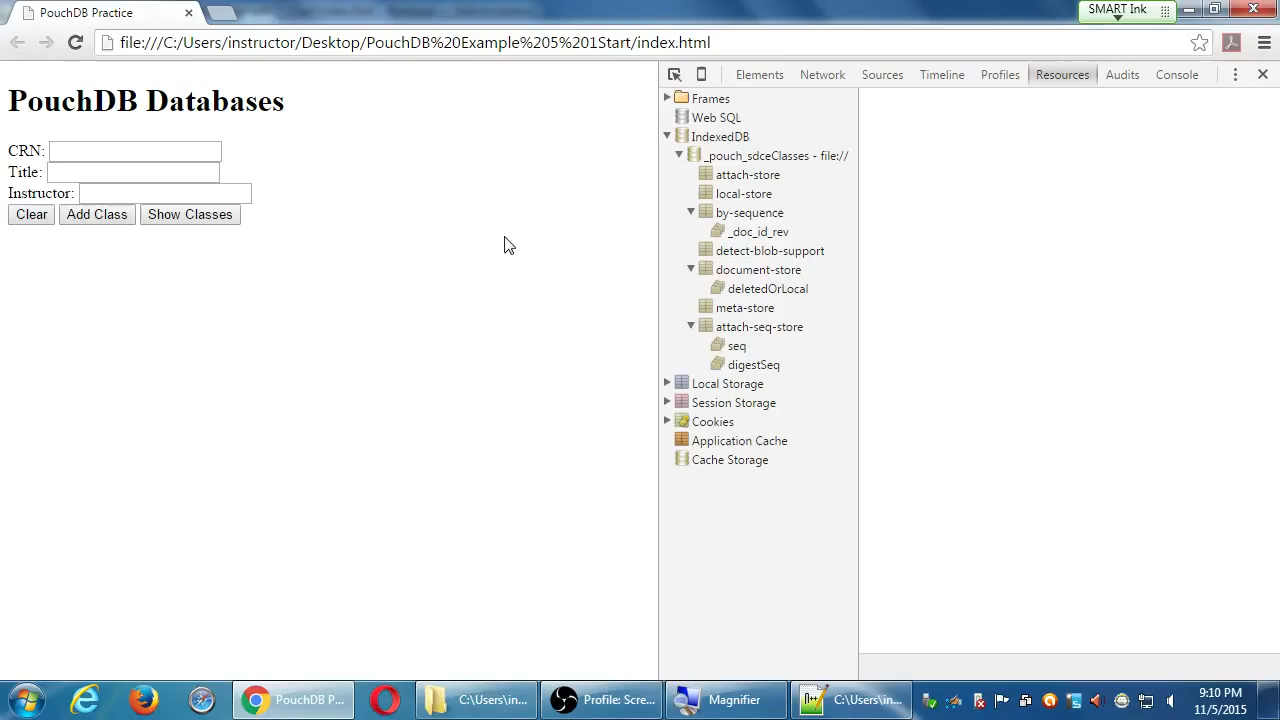 PouchDB Practice
SMART Ink
file:///C:/Users/instructor/Desktop/PouchDB%20Example%205%201Start/index.html
Elements Network Sources Timeline Profiles Resources Audits Console
PouchDB Databases
CRN:
Title:
Instructor:
Clear Add Class Show Classes
Frames
Web SQL
IndexedDB
_pouch_sdceClasses - file://
attach-store
local-store
by-sequence
_doc_id_rev
detect-blob-support
document-store
deletedOrLocal
meta-store
attach-seq-store
seq
digestSeq
Local Storage
Session Storage
Cookies
Application Cache
Cache Storage
PouchDB P... C:\Users\in... Profile: Scre... Magnifier C:\Users\in...
9:10 PM
11/5/2015